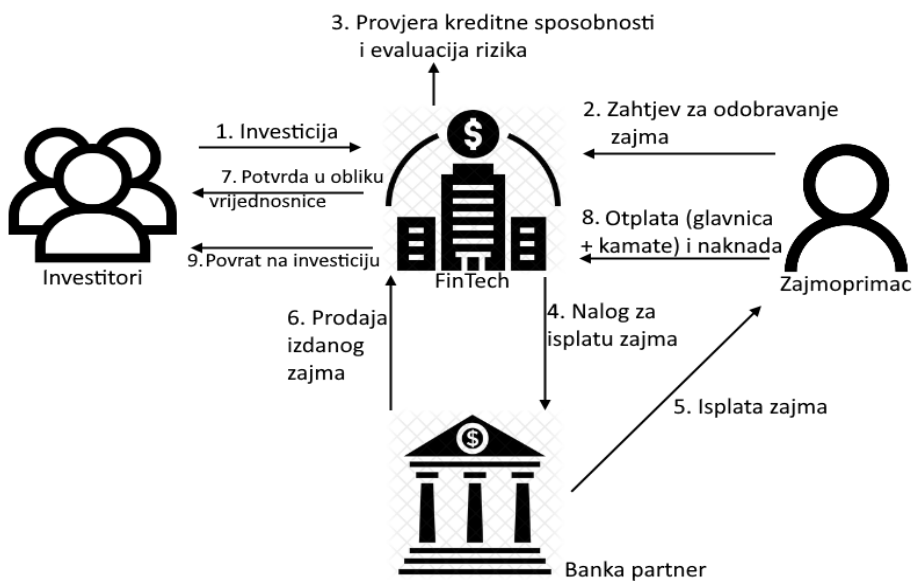 3. Provjera kreditne sposobnosti
i evaluacija rizika
1. Investicija
2. Zahtjev za odobravanje
zajma
7. Potvrda u obliku
vrijednosnice
8. Otplata (glavnica
+ kamate) i naknada
9. Povrat na investiciju
Investitori
FinTech
Zajmoprimac
6. Prodaja
izdanog
zajma
4. Nalog za
isplatu zajma
5. Isplata zajma
Banka partner